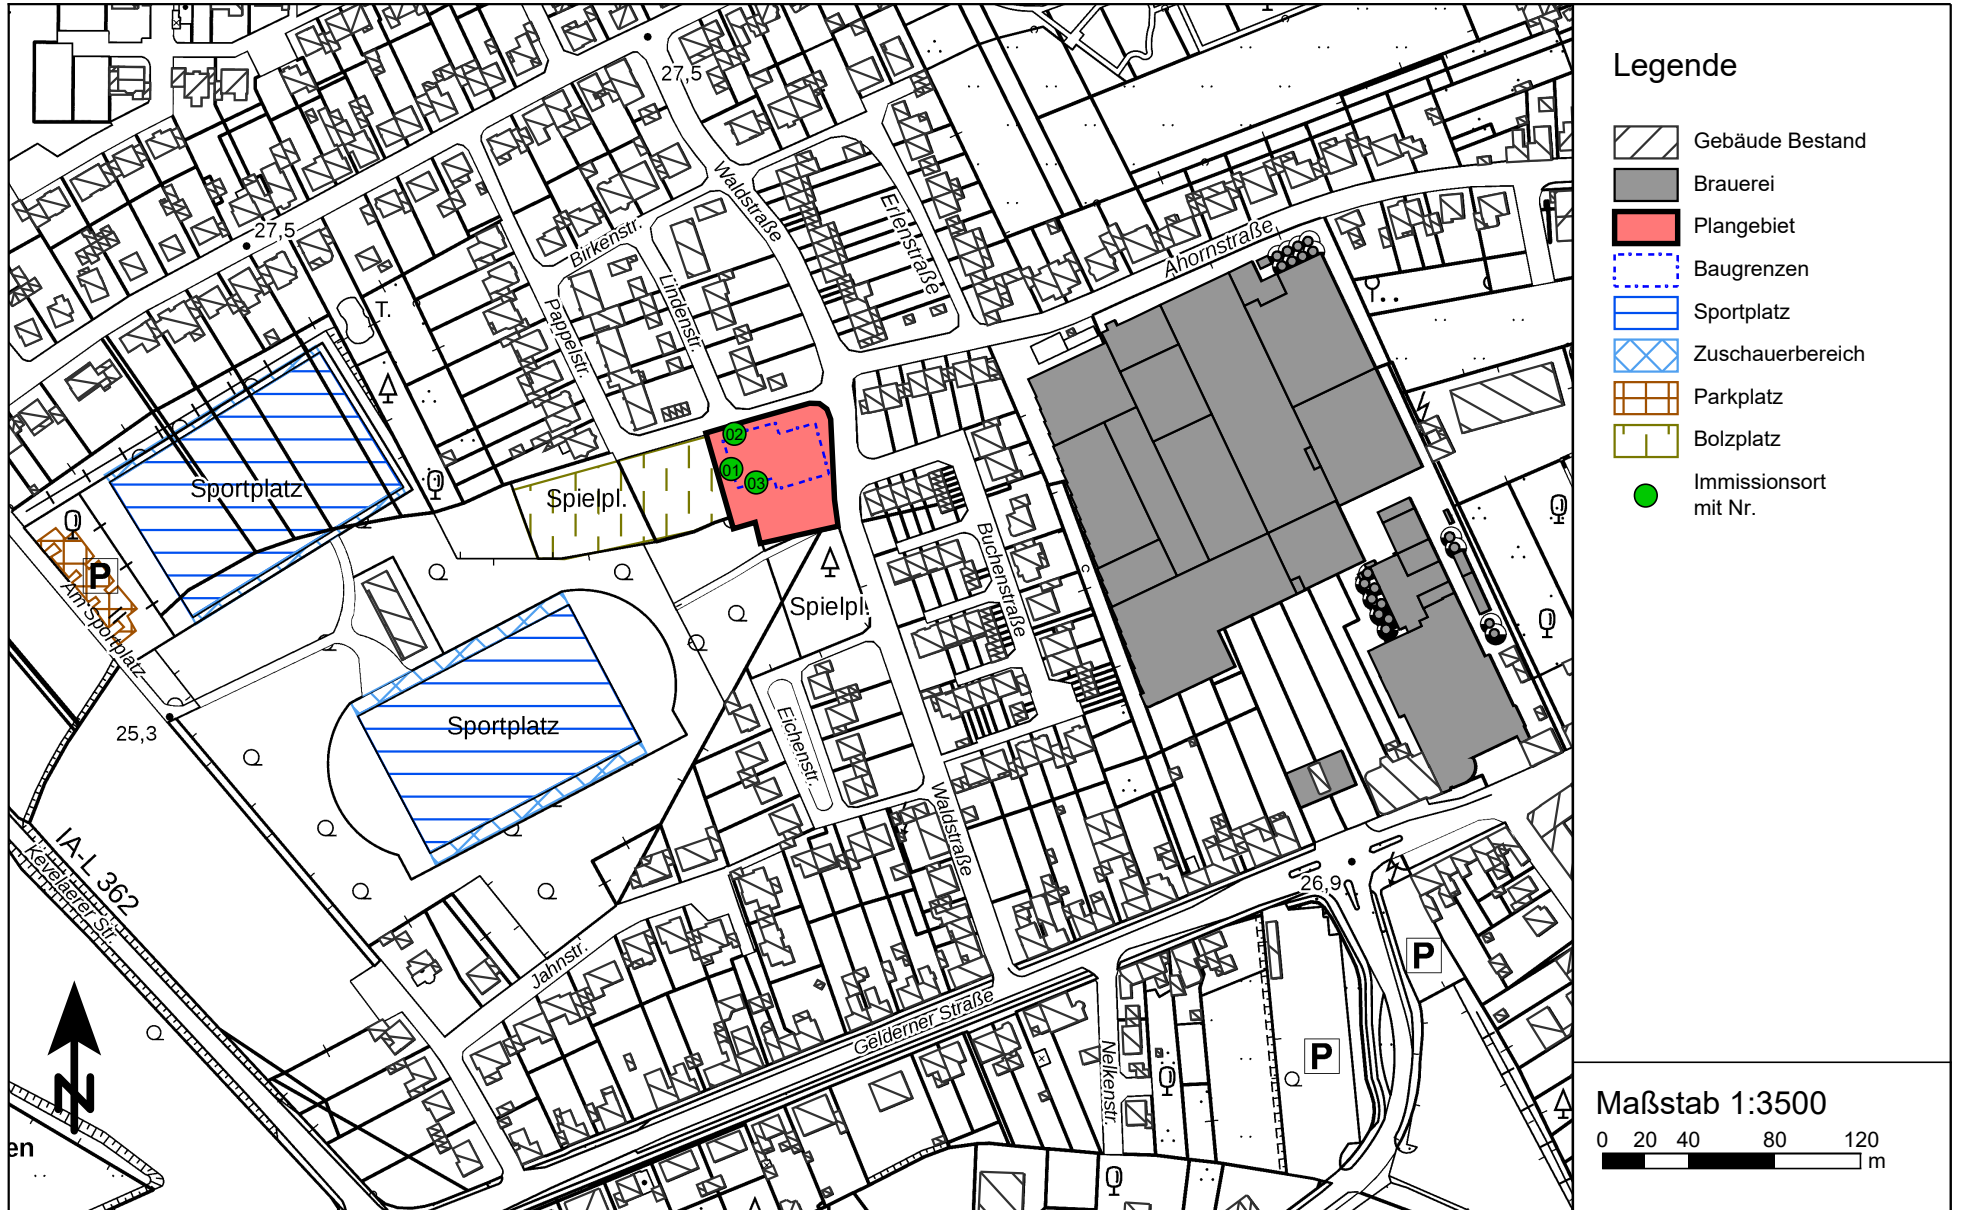 27,5
Waldstraße
Erlenstraße
27,5
Birkenstr.
Ahornstraße
T.
Lindenstr.
Pappelstr.
02
01
03
Sportplatz
Spielpl.
Buchenstraße
P
Am Sportplatz
Spielpl.
Sportplatz
25,3
Eichenstr.
Waldstraße
IA-L 362
Kevelaerer Str.
26,9
P
Jahnstr.
Gelderner Straße
Nelkenstr.
P
N
en
Legende
Gebäude Bestand
Brauerei
Plangebiet
Baugrenzen
Sportplatz
Zuschauerbereich
Parkplatz
Bolzplatz
Immissionsort
mit Nr.
Maßstab 1:3500
0 20 40 80 120
m